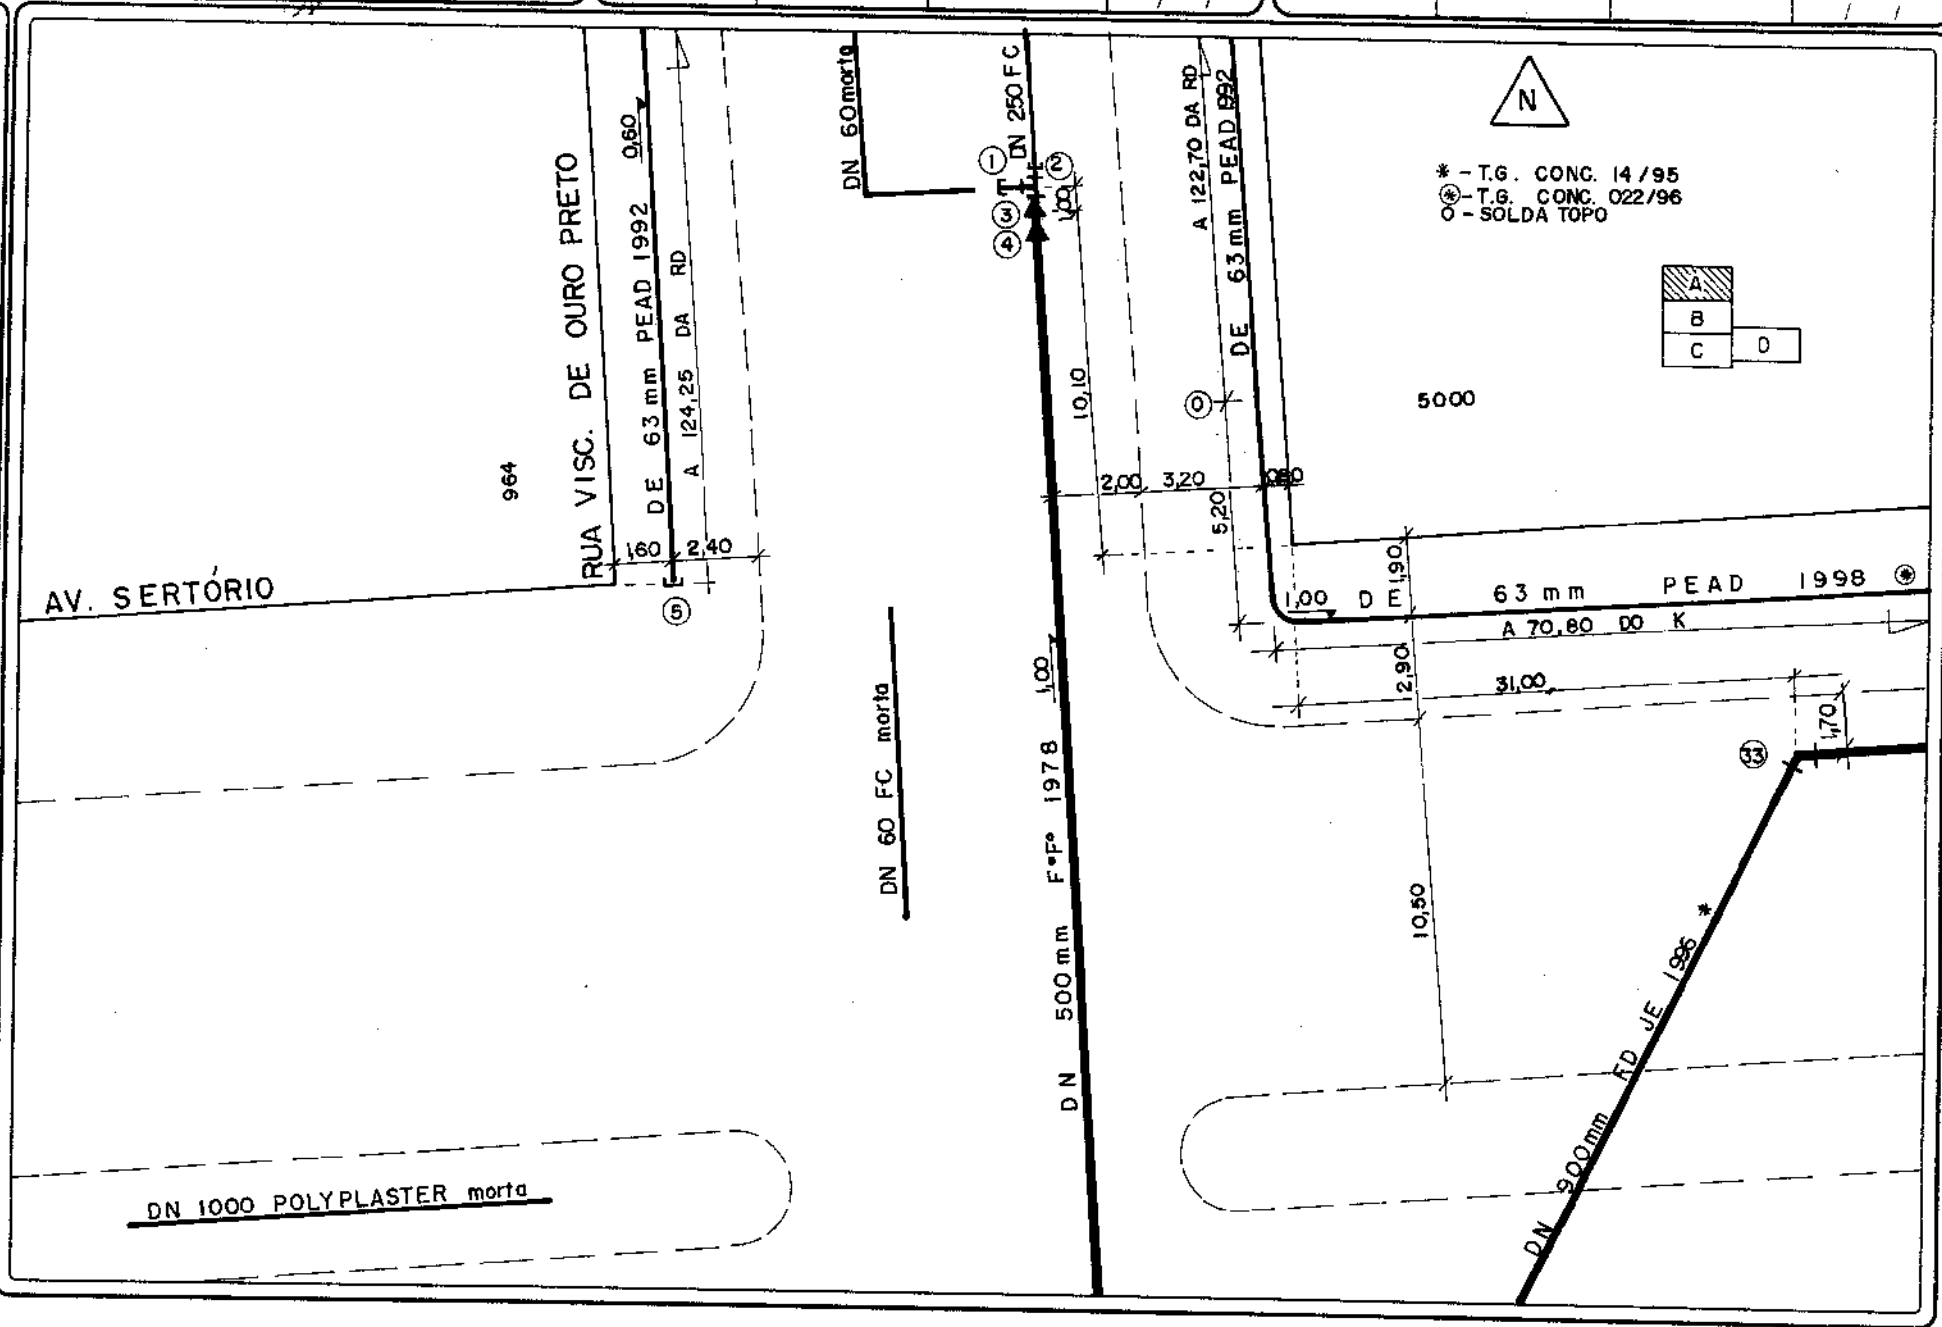 N
* - T.G. CONC. 14/95
⊛ - T.G. CONC. 022/96
O - SOLDA TOPO
A
B
C
D
5000
964
RUA VISC. DE OURO PRETO
AV. SERTÓRIO
0,60
DE 63 mm PEAD 1992
A 124,25 DA RD
1,60
2,40
5
DN 60 morta
DN 250 FC
1
2
3
4
1,00
10,10
A 122,70 DA RD
DE 63 mm PEAD 1992
0
2,00
3,20
5,20
1,90
1,00
DE 63 mm PEAD 1998 ⊛
A 70,80 DO K
2,90
31,00
1,70
33
10,50
1,00
DN 60 FC morta
DN 500 mm FºFº 1978
DN 900 mm FD JE 1996 *
DN 1000 POLYPLASTER morta